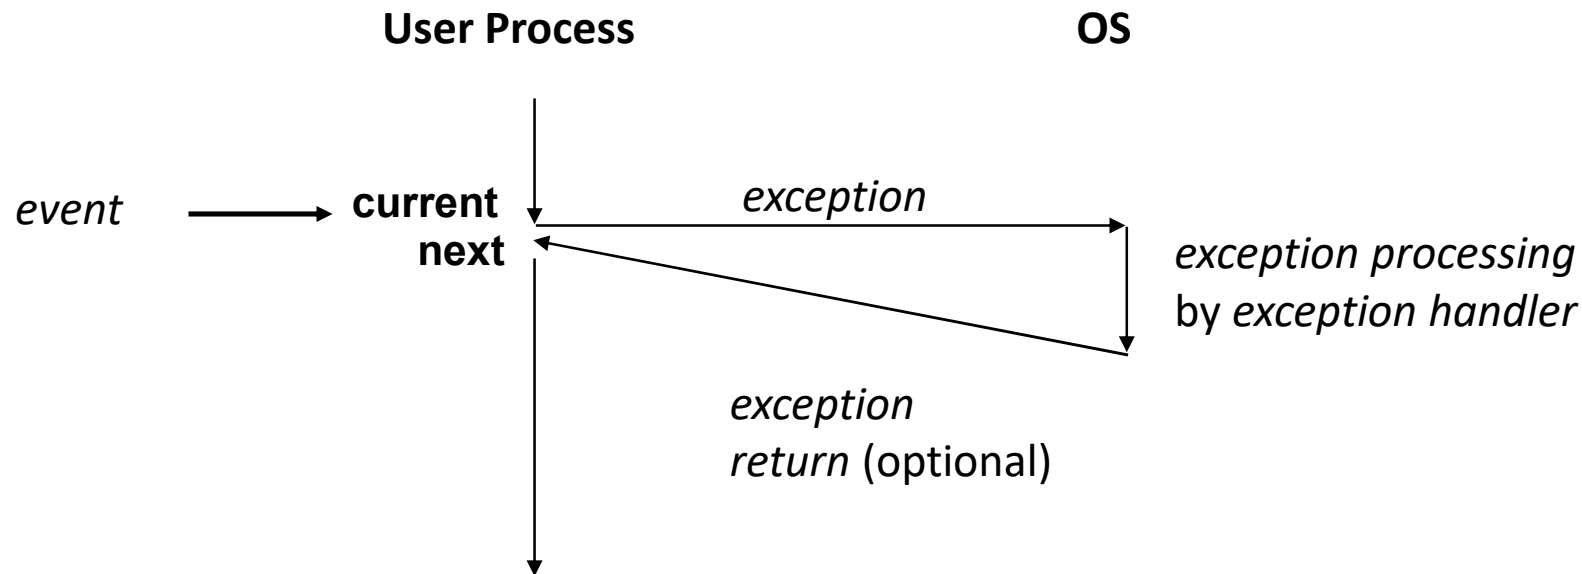 User Process
OS
event
current
next
exception
exception processing
by exception handler
exception
return (optional)